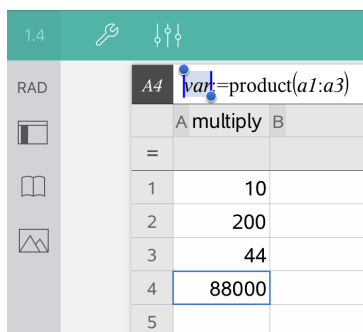 1.4
RAD
A4 var:=product(a1:a3)
A multiply B
=
1 10
2 200
3 44
4 88000
5